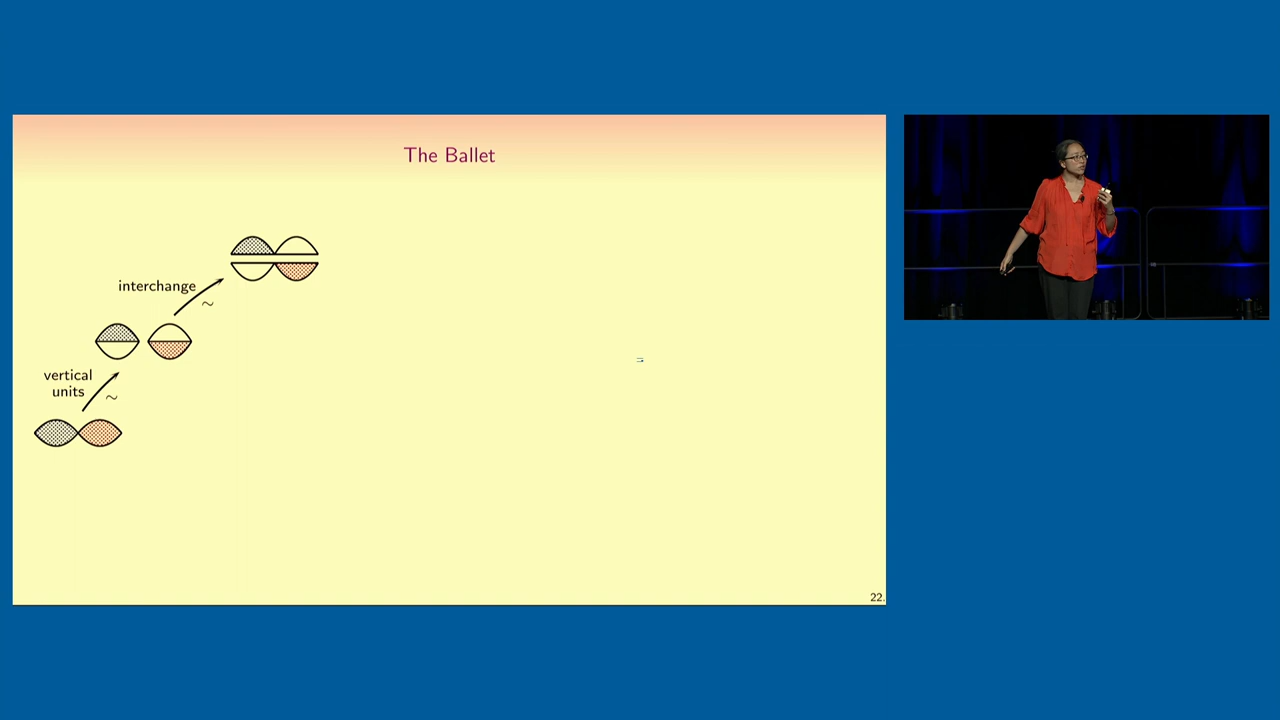 The Ballet
interchange
~
vertical
units
~
22.